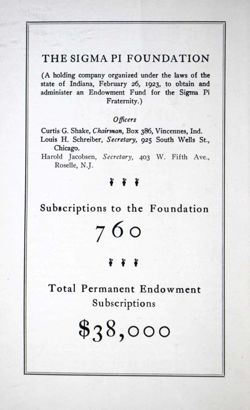 THE SIGMA PI FOUNDATION
(A holding company organized under the laws of the
state of Indiana, February 26, 1923, to obtain and
administer an Endowment Fund for the Sigma Pi
Fraternity.)
Officers
Curtis G. Shake, Chairman, Box 386, Vincennes, Ind.
Louis H. Schreiber, Secretary, 925 South Wells St.,
Chicago.
Harold Jacobsen, Secretary, 403 W. Fifth Ave.,
Roselle, N.J.
Subscriptions to the Foundation
760
Total Permanent Endowment
Subscriptions
$38,000